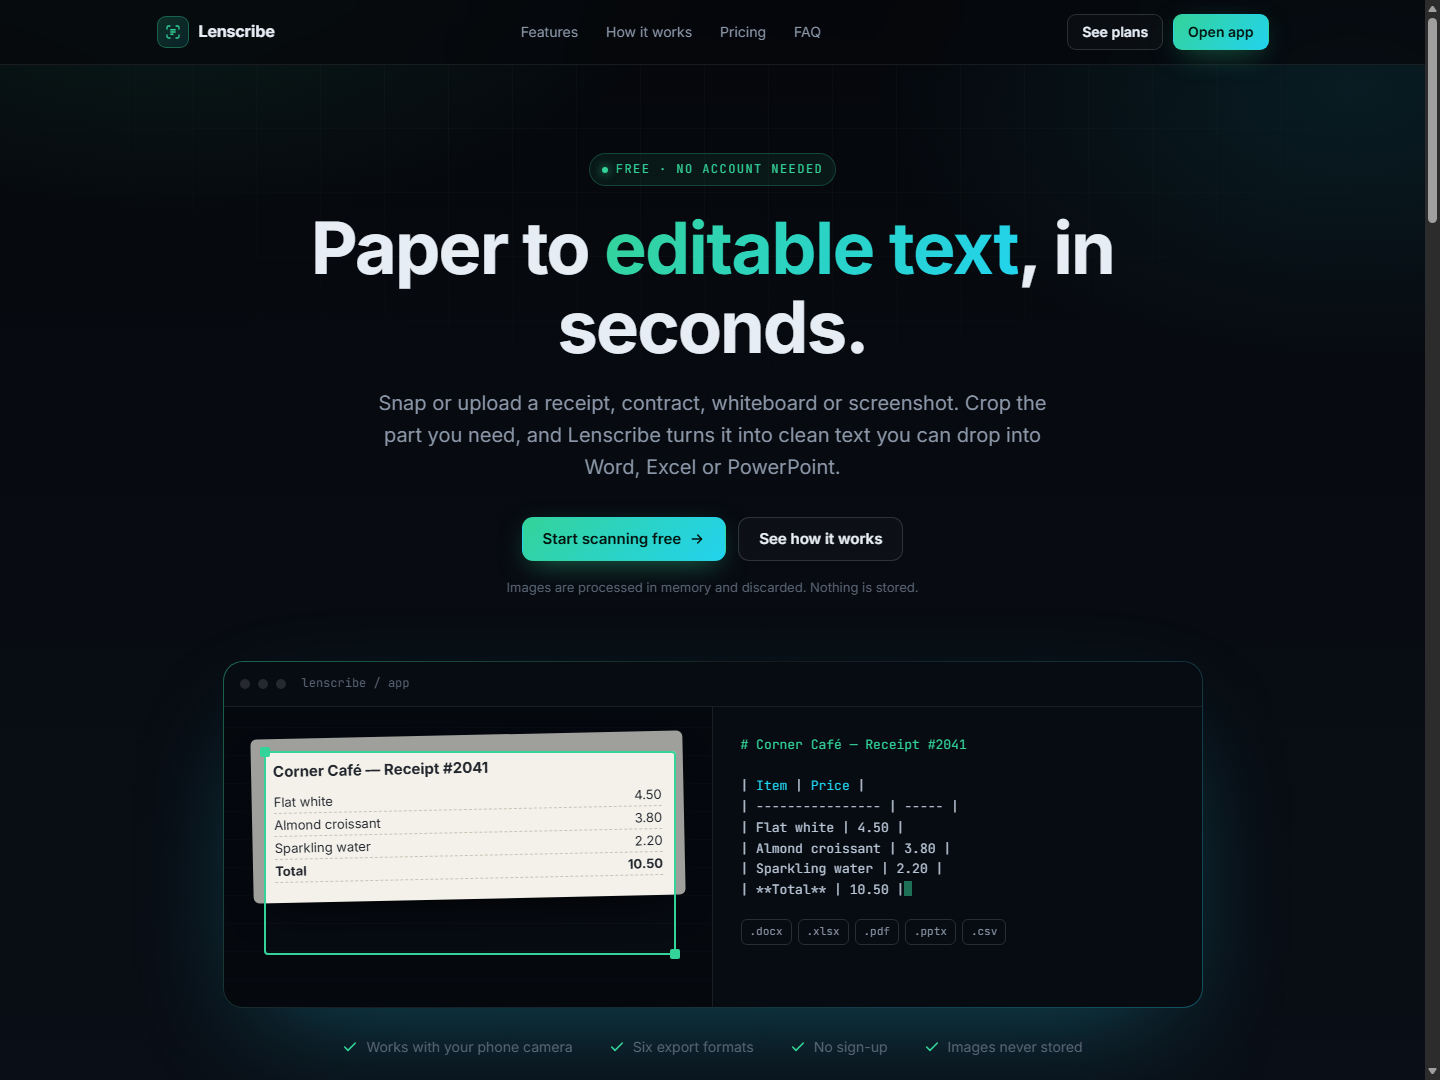 Lenscribe
Features
How it works
Pricing
FAQ
See plans
Open app
FREE · NO ACCOUNT NEEDED
Paper to editable text, in
seconds.
Snap or upload a receipt, contract, whiteboard or screenshot. Crop the
part you need, and Lenscribe turns it into clean text you can drop into
Word, Excel or PowerPoint.
Start scanning free →
See how it works
Images are processed in memory and discarded. Nothing is stored.
lenscribe / app
Corner Café — Receipt #2041
Flat white 4.50
Almond croissant 3.80
Sparkling water 2.20
Total 10.50
# Corner Café — Receipt #2041
| Item | Price |
| ---------------- | ----- |
| Flat white | 4.50 |
| Almond croissant | 3.80 |
| Sparkling water | 2.20 |
| **Total** | 10.50 |
.docx .xlsx .pdf .pptx .csv
Works with your phone camera
Six export formats
No sign-up
Images never stored